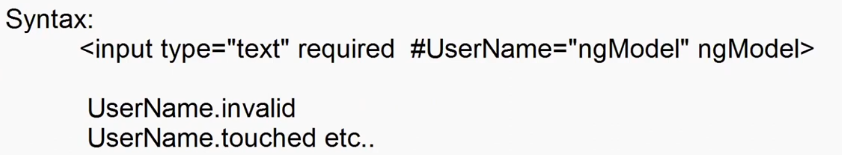 Syntax:
<input type="text" required  #UserName="ngModel" ngModel>
UserName.invalid
UserName.touched etc..